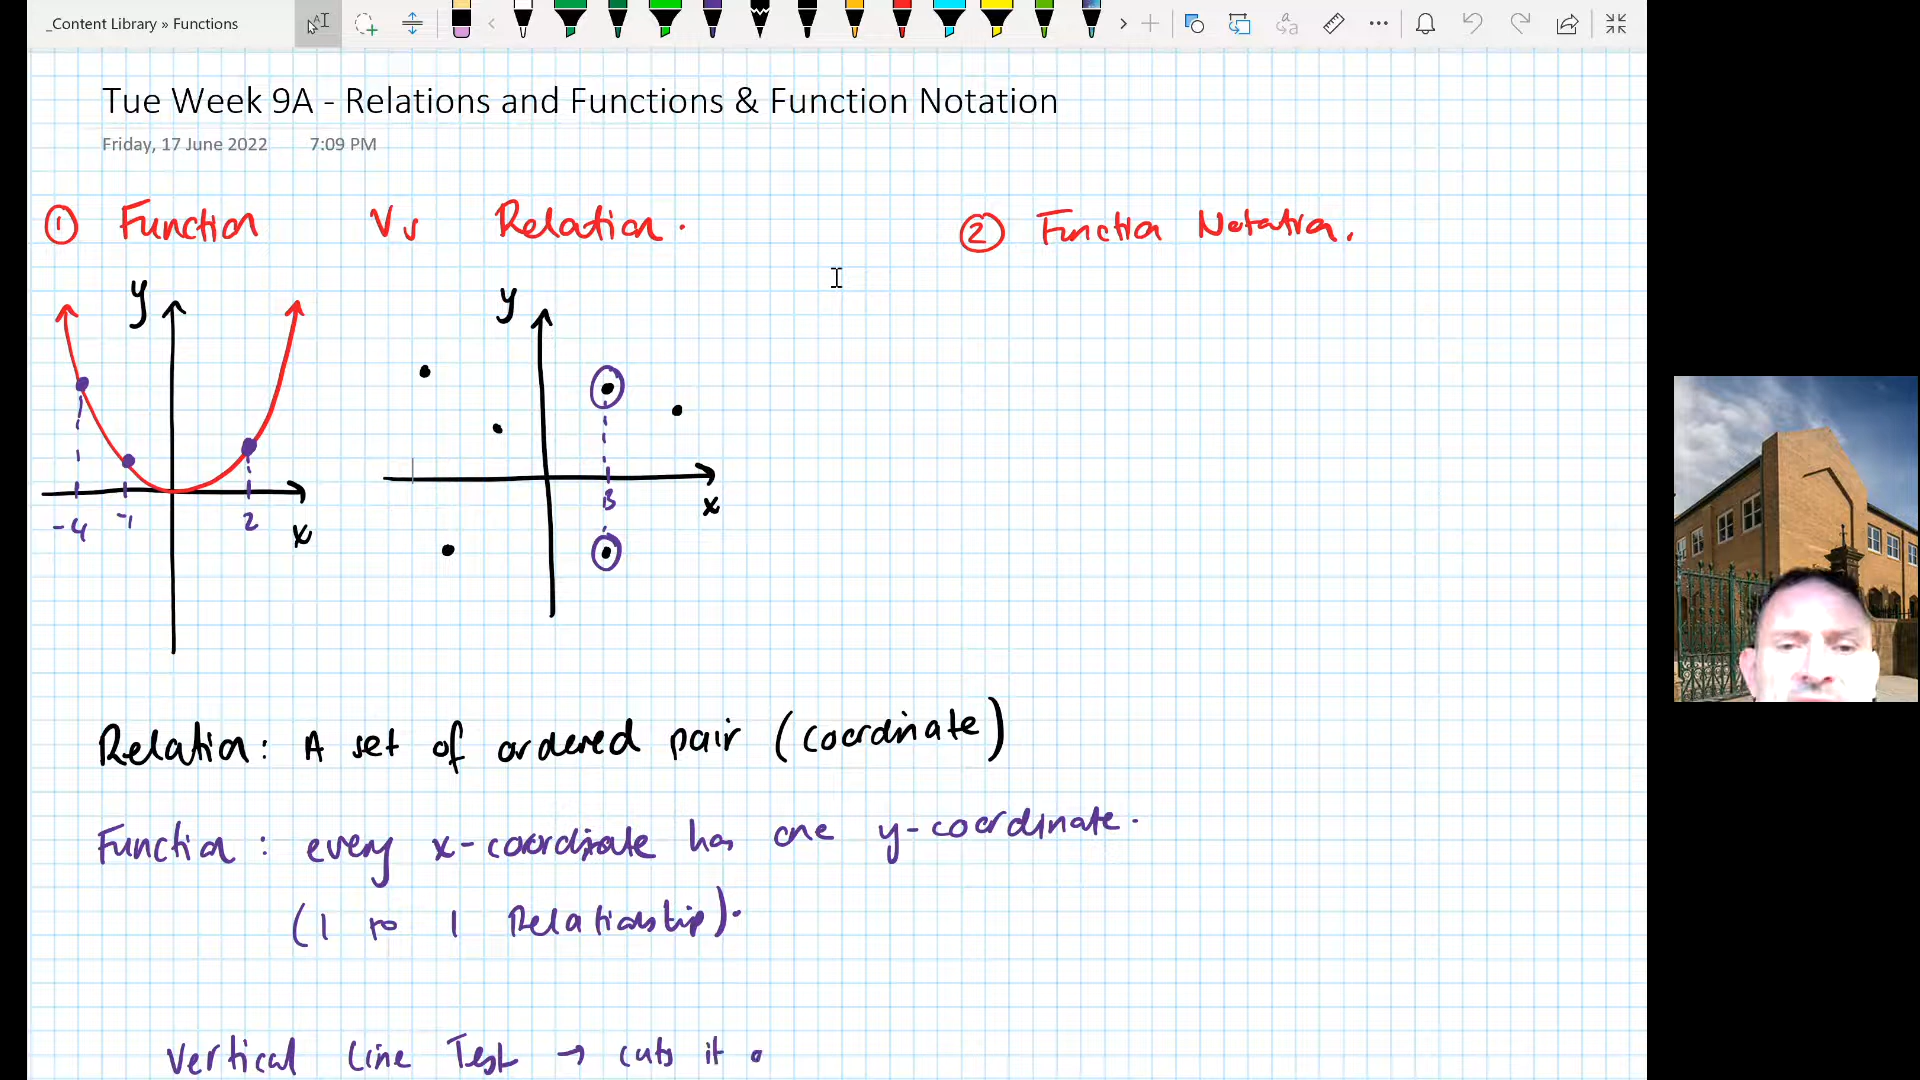 _Content Library » Functions
Tue Week 9A - Relations and Functions & Function Notation
Friday, 17 June 2022 7:09 PM
① Function Vs Relation.
② Function Notation.
y
y
-4 -1 2 x
3 x
Relation: A set of ordered pair (coordinate)
Function: every x-coordinate has one y-coordinate.
(1 to 1 Relationship).
Vertical Line Test → cuts it o